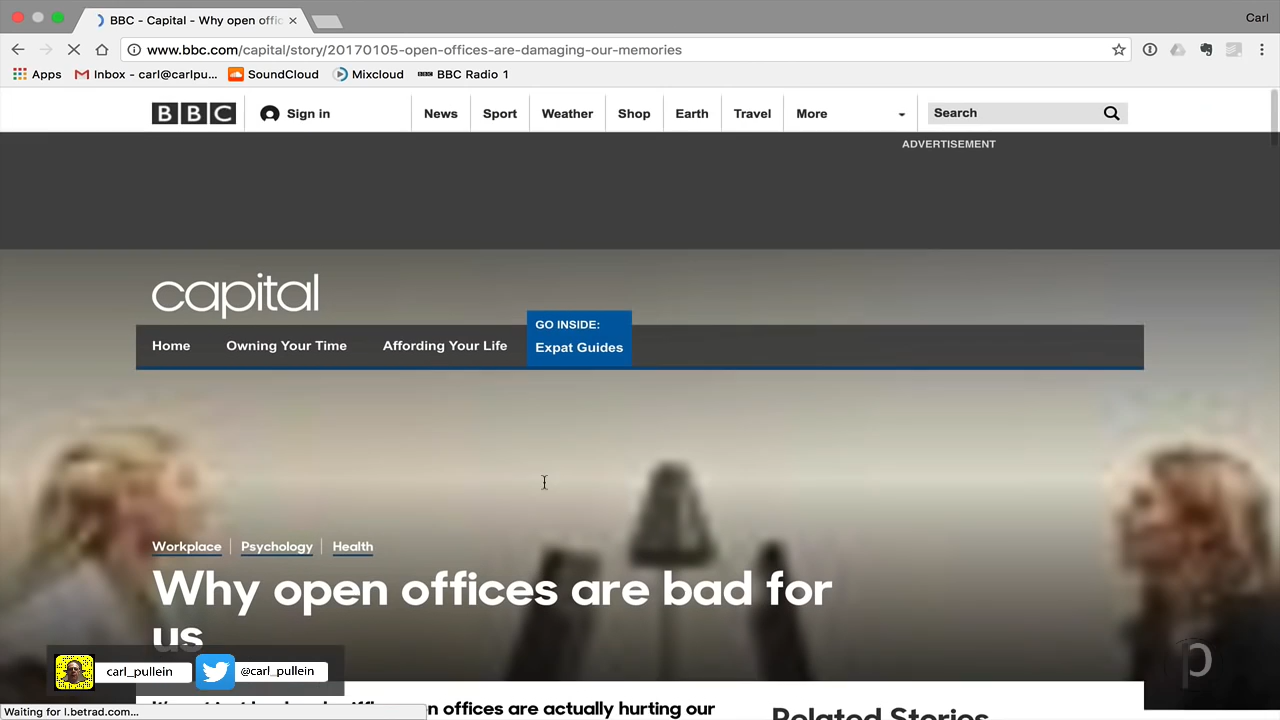 BBC - Capital - Why open offic
Carl
www.bbc.com/capital/story/20170105-open-offices-are-damaging-our-memories
Apps Inbox - carl@carlpu... SoundCloud Mixcloud BBC Radio 1
BBC Sign in News Sport Weather Shop Earth Travel More Search
ADVERTISEMENT
capital
GO INSIDE:
Home Owning Your Time Affording Your Life Expat Guides
Workplace Psychology Health
Why open offices are bad for
us
carl_pullein @carl_pullein
p
n offices are actually hurting our
Related Stories
Waiting for l.betrad.com...